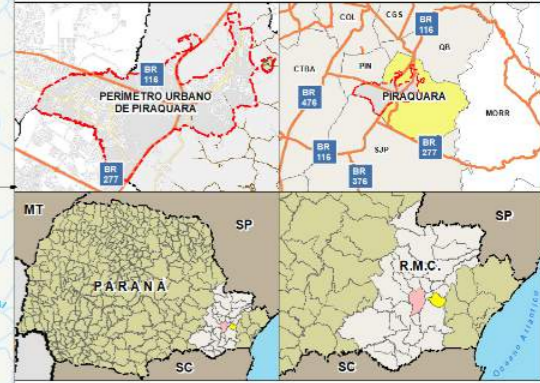 BR
116
PERÍMETRO URBANO
DE PIRAQUARA
BR
277
COL
CGS
BR
116
QB
PIN
CTBA
BR
476
PIRAQUARA
MORR
BR
116
SJP
BR
277
BR
376
MT
SP
PARANÁ
SC
SP
R.M.C.
SC
Oceano Atlântico